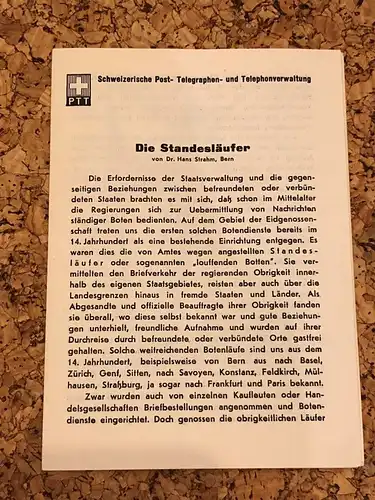 Schweizerische Post- Telegraphen- und Telephonverwaltung
PTT
Die Standesläufer
von Dr. Hans Strahm, Bern
Die Erfordernisse der Staatsverwaltung und die gegen-
seitigen Beziehungen zwischen befreundeten oder verbün-
deten Staaten brachten es mit sich, daß schon im Mittelalter
die Regierungen sich zur Uebermittlung von Nachrichten
ständiger Boten bedienten. Auf dem Gebiet der Eidgenossen-
schaft treten uns die ersten solchen Botendienste bereits im
14. Jahrhundert als eine bestehende Einrichtung entgegen. Es
waren dies die von Amtes wegen angestellten Standes-
läufer oder sogenannten „louffenden Botten". Sie ver-
mittelten den Briefverkehr der regierenden Obrigkeit inner-
halb des eigenen Staatsgebietes, reisten aber auch über die
Landesgrenzen hinaus in fremde Staaten und Länder. Als
Abgesandte und offizielle Beauftragte ihrer Obrigkeit fanden
sie überall, wo diese selbst bekannt war und gute Beziehun-
gen unterhielt, freundliche Aufnahme und wurden auf ihrer
Durchreise durch befreundete oder verbündete Orte gastfrei
gehalten. Solche weitreichenden Botenläufe sind uns aus dem
14. Jahrhundert, beispielsweise von Bern aus nach Basel,
Zürich, Genf, Sitten, nach Savoyen, Konstanz, Feldkirch, Mül-
hausen, Straßburg, ja sogar nach Frankfurt und Paris bekannt.
Zwar wurden auch von einzelnen Kaufleuten oder Han-
delsgesellschaften Briefbestellungen angenommen und Boten-
dienste eingerichtet. Doch genossen die obrigkeitlichen Läufer